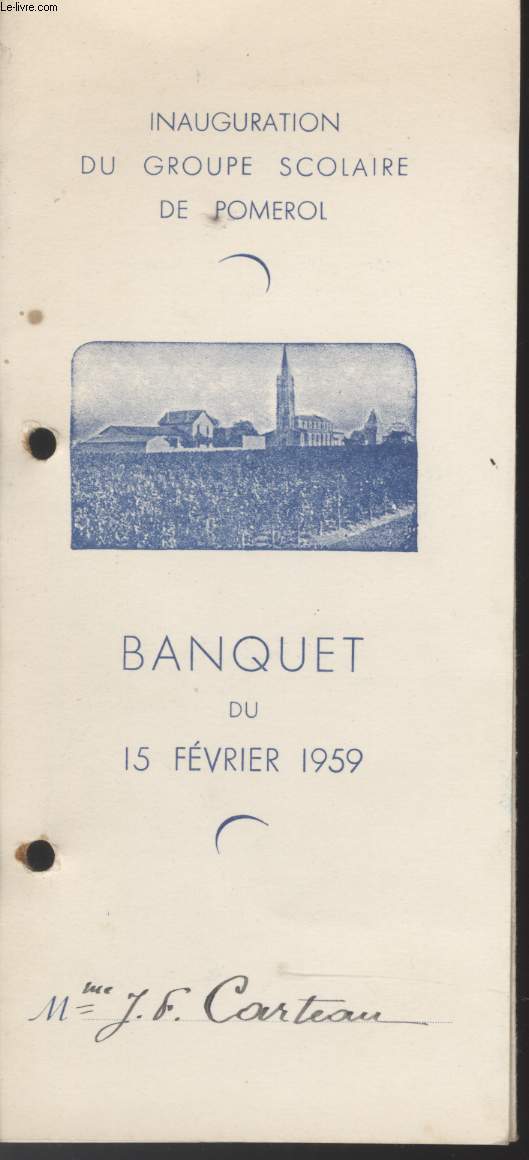 Le-livre.com
INAUGURATION
DU GROUPE SCOLAIRE
DE POMEROL
BANQUET
DU
15 FÉVRIER 1959
Mme J. F. Carteau